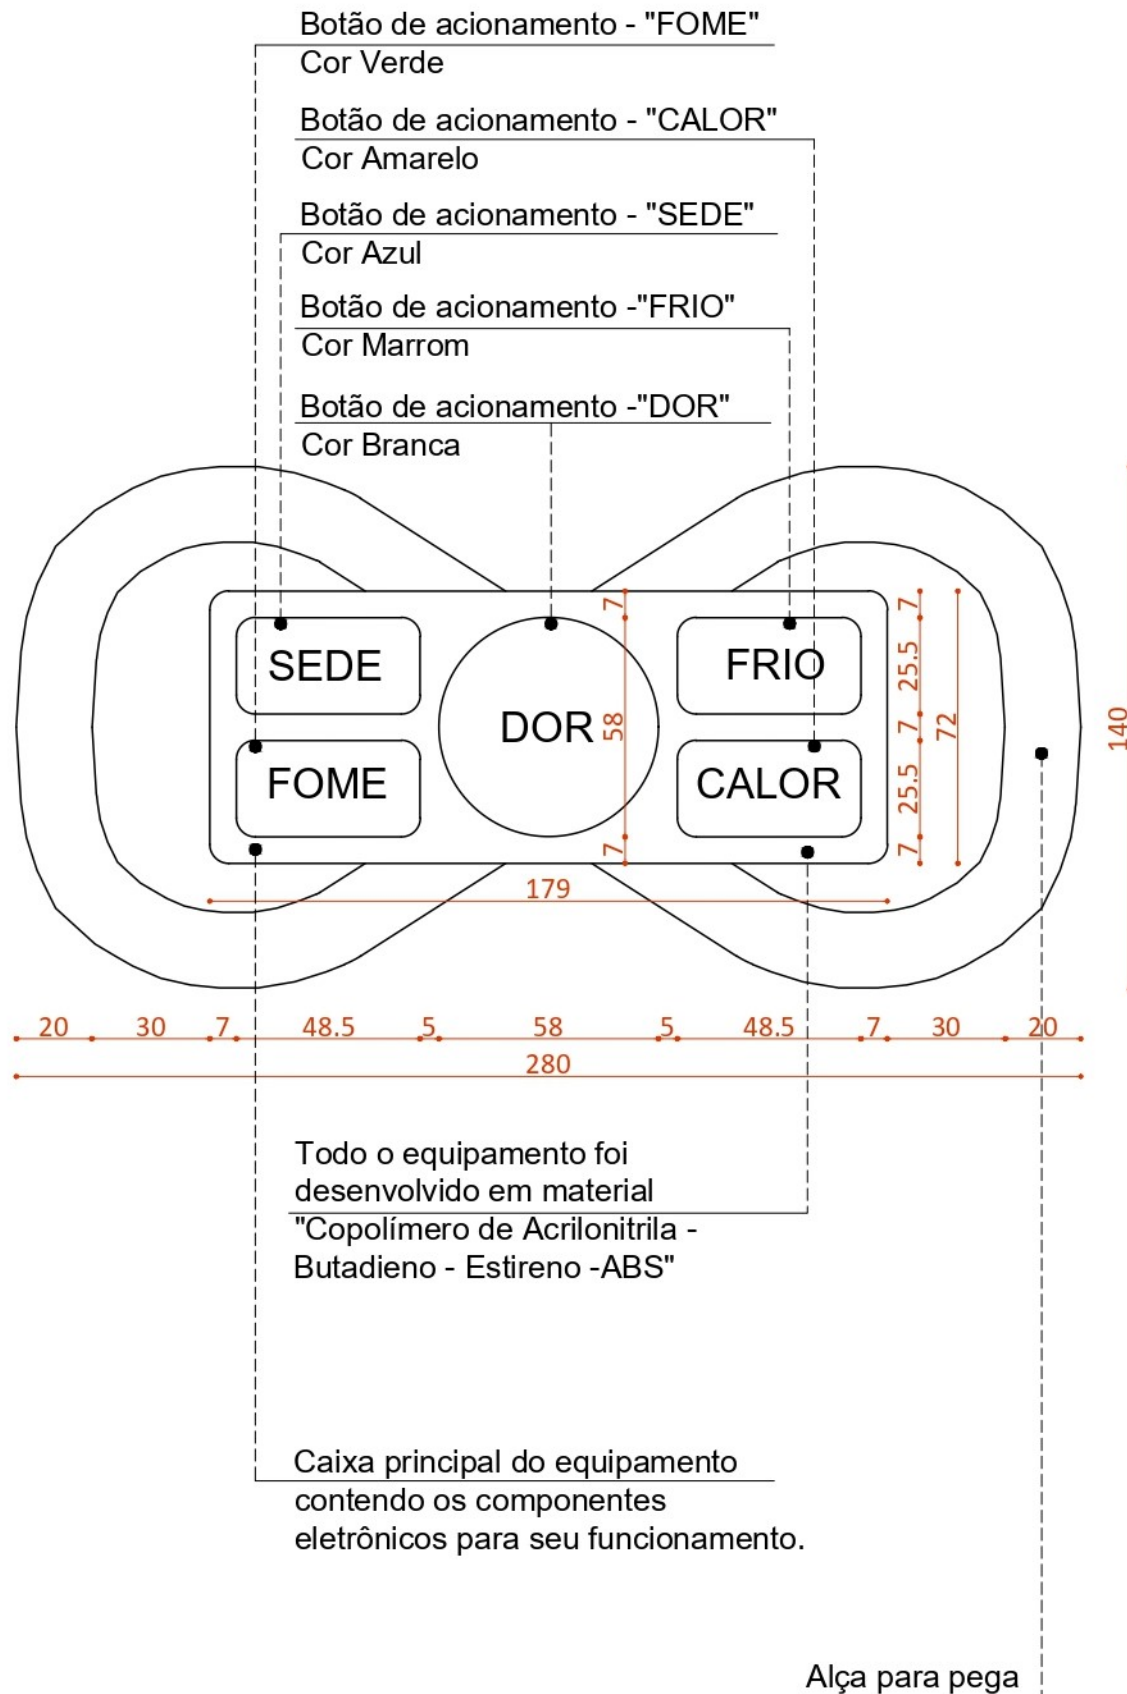 Botão de acionamento - "FOME"
Cor Verde
Botão de acionamento - "CALOR"
Cor Amarelo
Botão de acionamento - "SEDE"
Cor Azul
Botão de acionamento -"FRIO"
Cor Marrom
Botão de acionamento -"DOR"
Cor Branca
SEDE
DOR
FRIO
FOME
CALOR
7
58
7
7
25.5
7
25.5
7
72
140
179
20 30 7 48.5 5 58 5 48.5 7 30 20
280
Todo o equipamento foi
desenvolvido em material
"Copolímero de Acrilonitrila -
Butadieno - Estireno -ABS"
Caixa principal do equipamento
contendo os componentes
eletrônicos para seu funcionamento.
Alça para pega